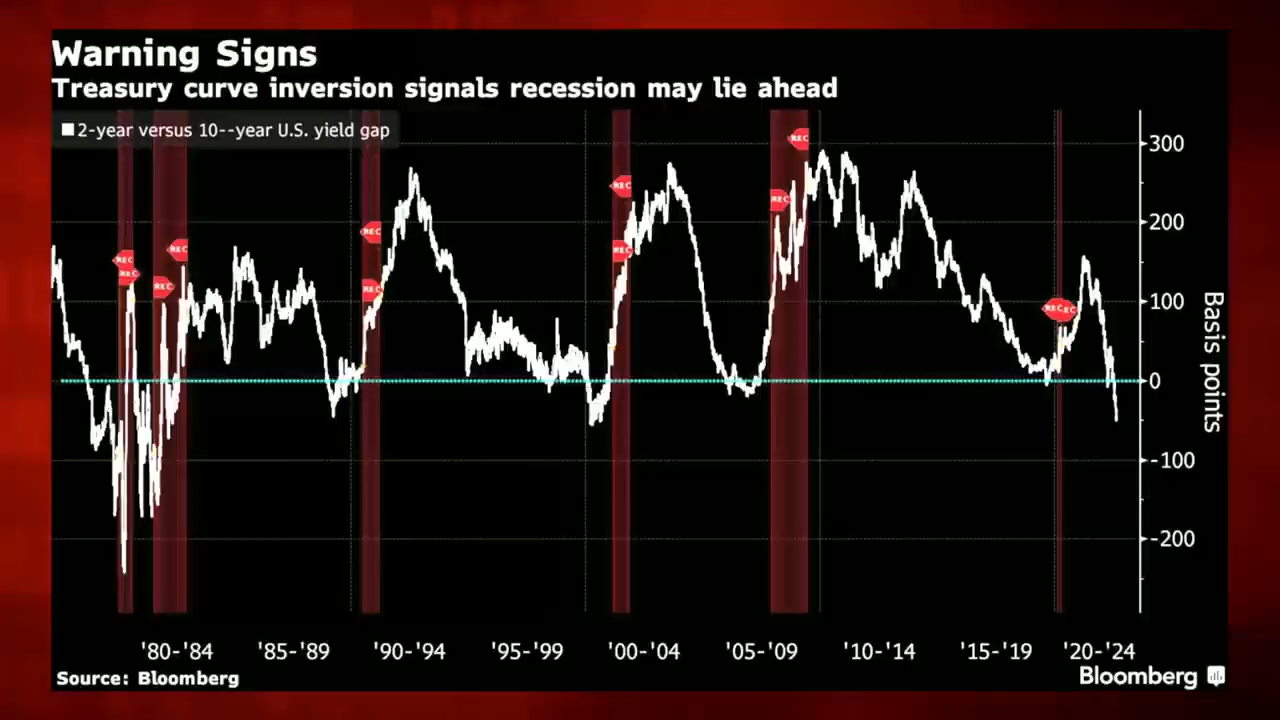 Warning Signs
Treasury curve inversion signals recession may lie ahead
2-year versus 10--year U.S. yield gap
REC
REC
REC
REC
REC
REC
REC
REC
REC
REC
REC
EC
300
200
100
0
-100
-200
Basis points
'80-'84 '85-'89 '90-'94 '95-'99 '00-'04 '05-'09 '10-'14 '15-'19 '20-'24
Source: Bloomberg
Bloomberg